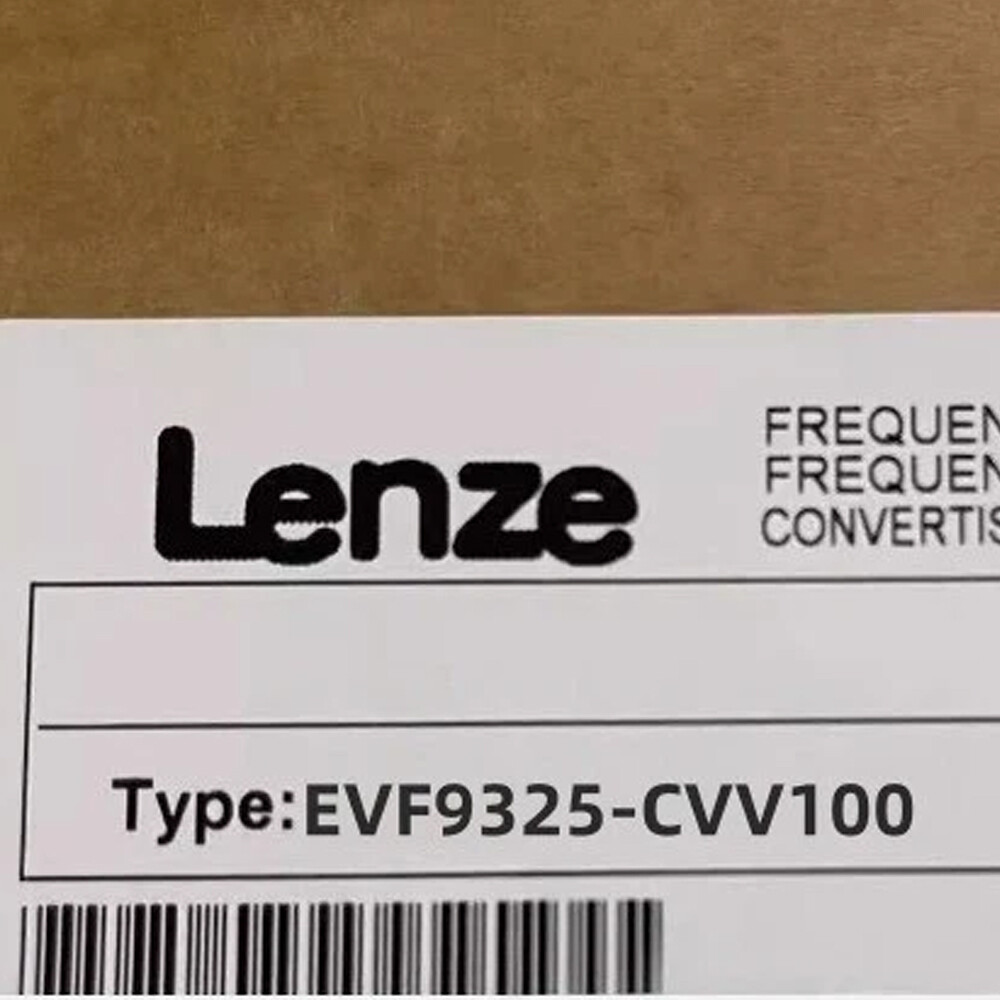 Lenze
FREQUEN
FREQUEN
CONVERTIS
Type:EVF9325-CVV100